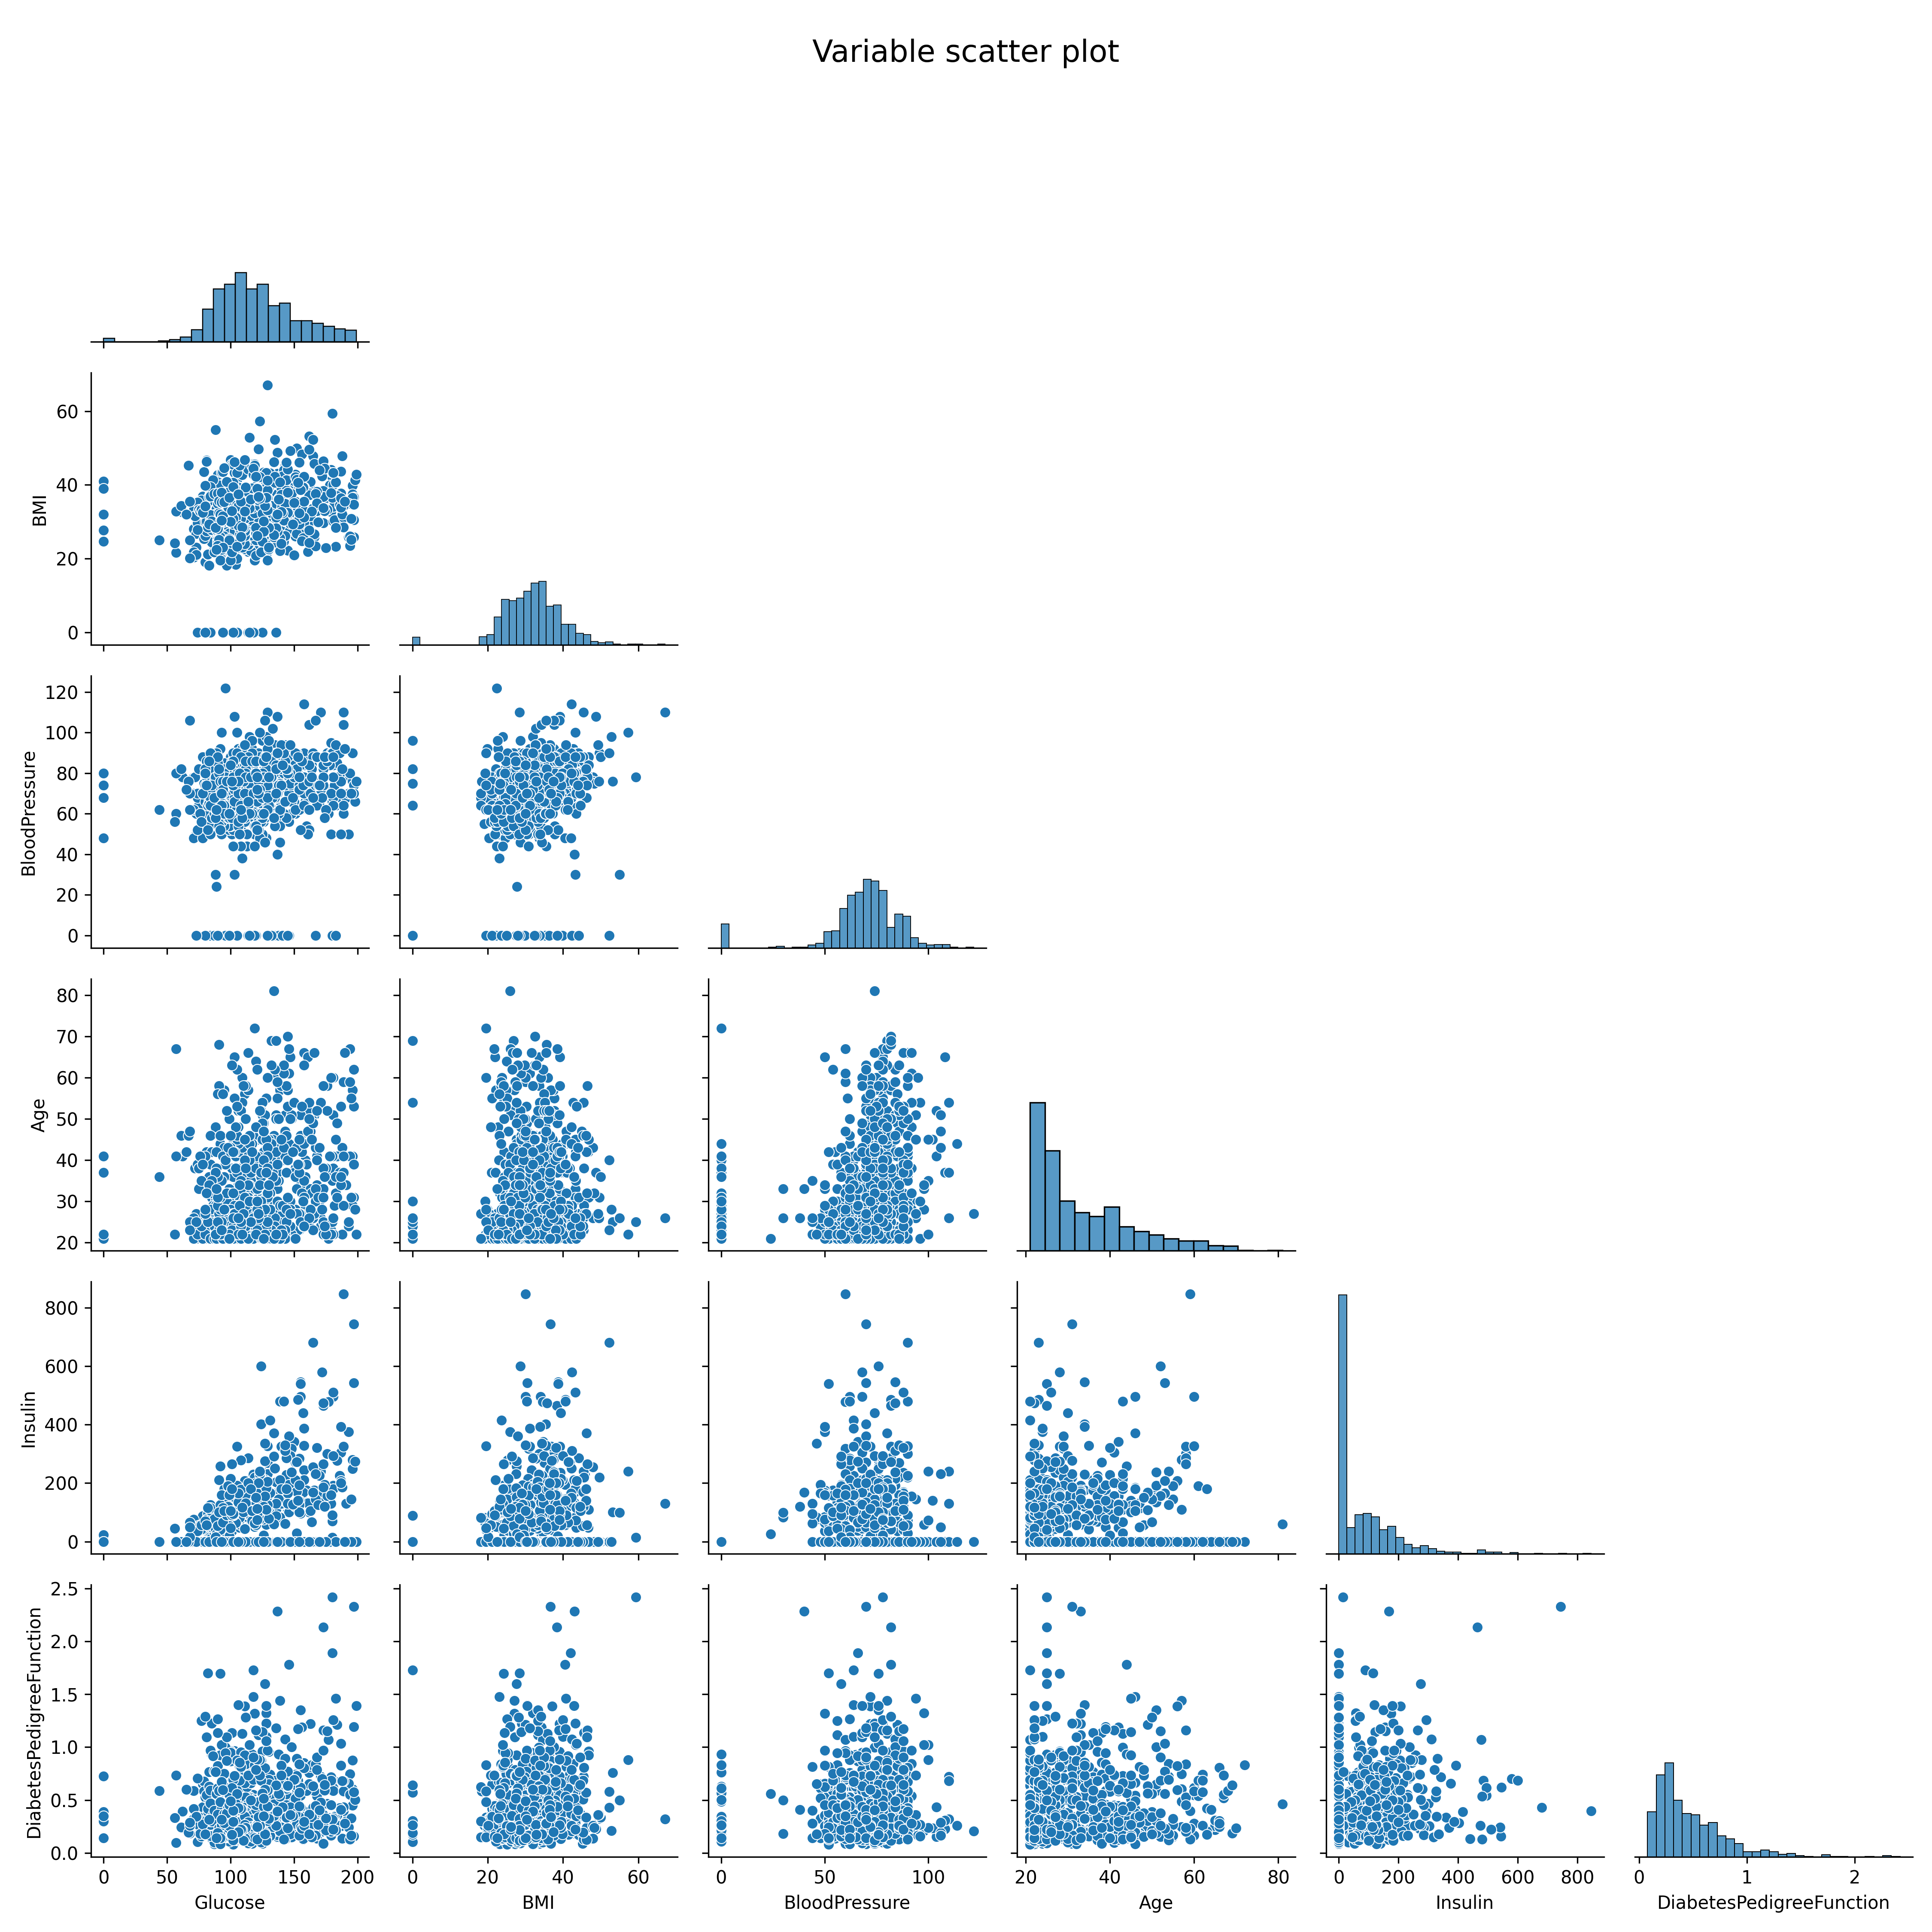 Variable scatter plot
60
40
20
0
BMI
120
100
80
60
40
20
0
BloodPressure
80
70
60
50
40
30
20
Age
800
600
400
200
0
Insulin
2.5
2.0
1.5
1.0
0.5
0.0
DiabetesPedigreeFunction
0 50 100 150 200
Glucose
0 20 40 60
BMI
0 50 100
BloodPressure
20 40 60 80
Age
0 200 400 600 800
Insulin
0 1 2
DiabetesPedigreeFunction